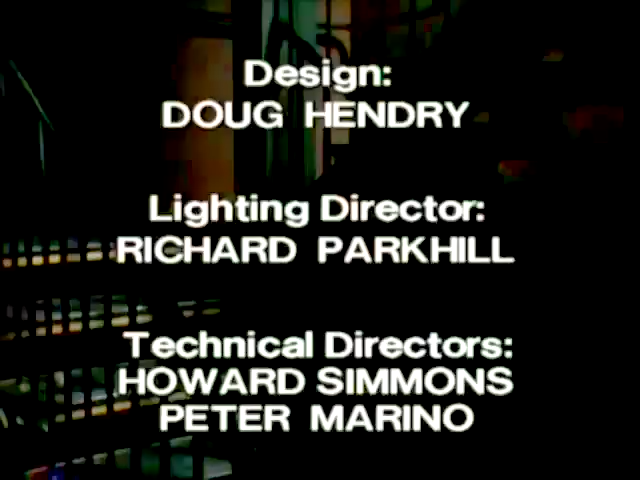 Design:
DOUG HENDRY
Lighting Director:
RICHARD PARKHILL
Technical Directors:
HOWARD SIMMONS
PETER MARINO